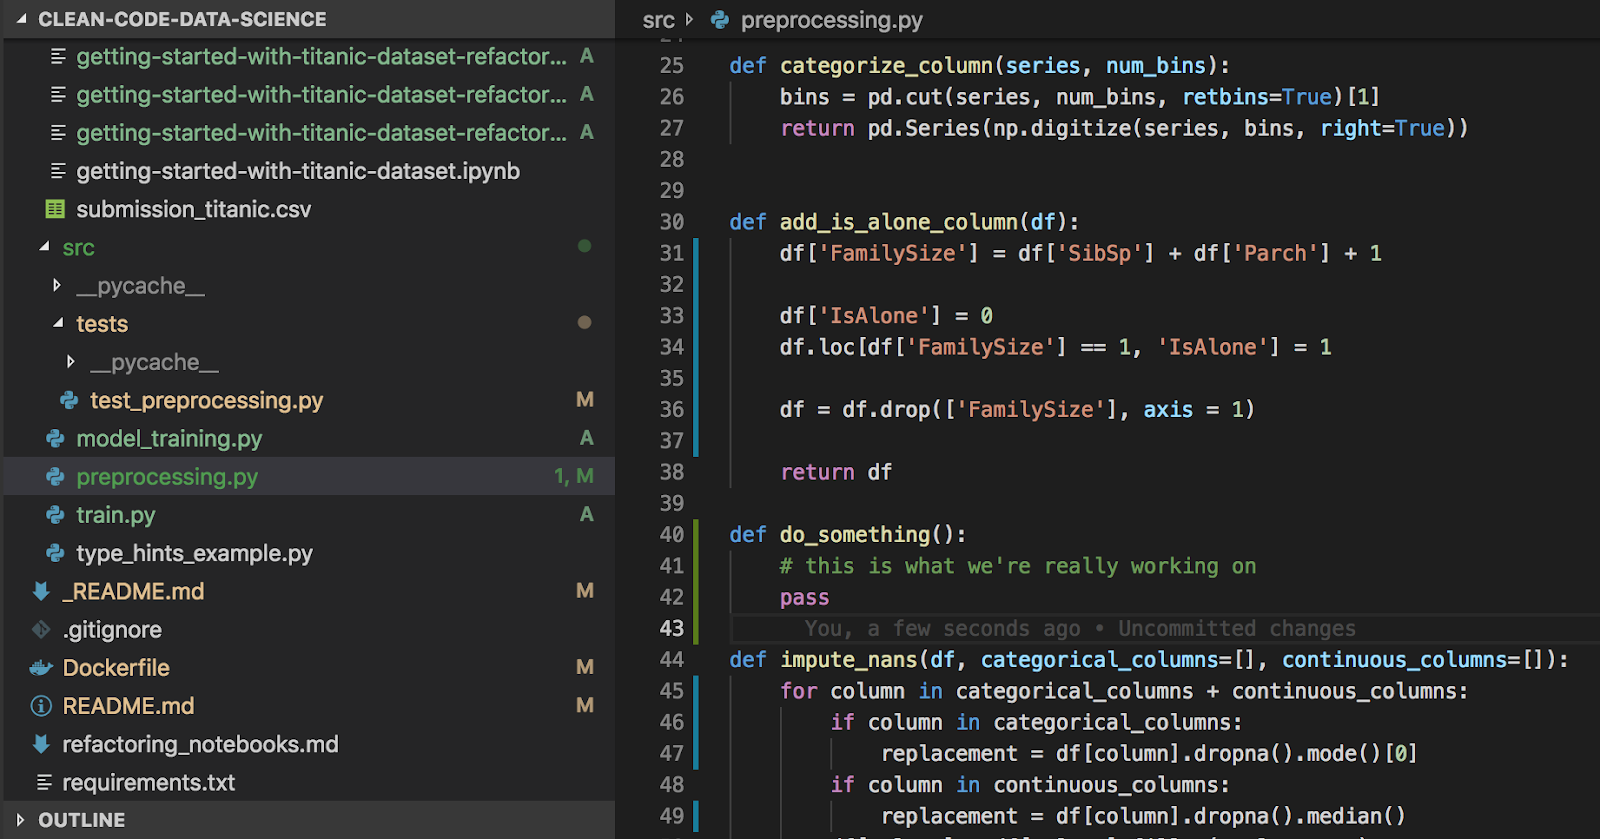 CLEAN-CODE-DATA-SCIENCE
getting-started-with-titanic-dataset-refactor... A
getting-started-with-titanic-dataset-refactor... A
getting-started-with-titanic-dataset-refactor... A
getting-started-with-titanic-dataset.ipynb
submission_titanic.csv
src
__pycache__
tests
__pycache__
test_preprocessing.py M
model_training.py A
preprocessing.py 1, M
train.py A
type_hints_example.py
_README.md M
.gitignore
Dockerfile M
README.md M
refactoring_notebooks.md
requirements.txt
OUTLINE
src preprocessing.py
25 def categorize_column(series, num_bins):
26 bins = pd.cut(series, num_bins, retbins=True)[1]
27 return pd.Series(np.digitize(series, bins, right=True))
28
29
30 def add_is_alone_column(df):
31 df['FamilySize'] = df['SibSp'] + df['Parch'] + 1
32
33 df['IsAlone'] = 0
34 df.loc[df['FamilySize'] == 1, 'IsAlone'] = 1
35
36 df = df.drop(['FamilySize'], axis = 1)
37
38 return df
39
40 def do_something():
41 # this is what we're really working on
42 pass
43 You, a few seconds ago • Uncommitted changes
44 def impute_nans(df, categorical_columns=[], continuous_columns=[]):
45 for column in categorical_columns + continuous_columns:
46 if column in categorical_columns:
47 replacement = df[column].dropna().mode()[0]
48 if column in continuous_columns:
49 replacement = df[column].dropna().median()